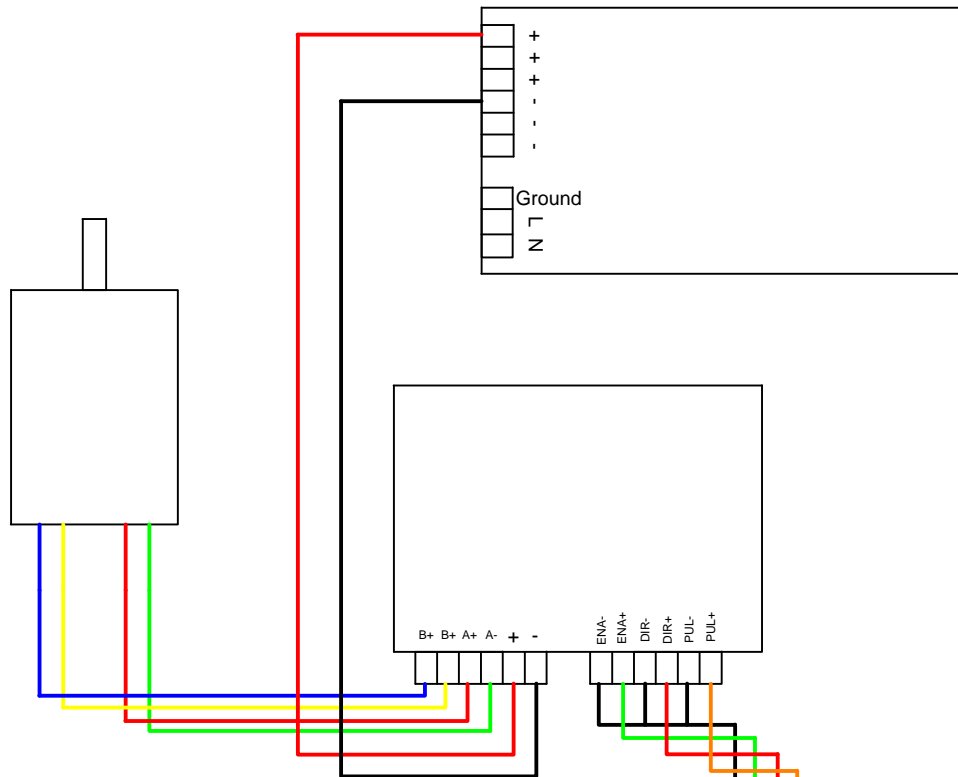 +
+
+
-
-
-
Ground
L
N
B+ B+ A+ A- + -
ENA- ENA+ DIR- DIR+ PUL- PUL+